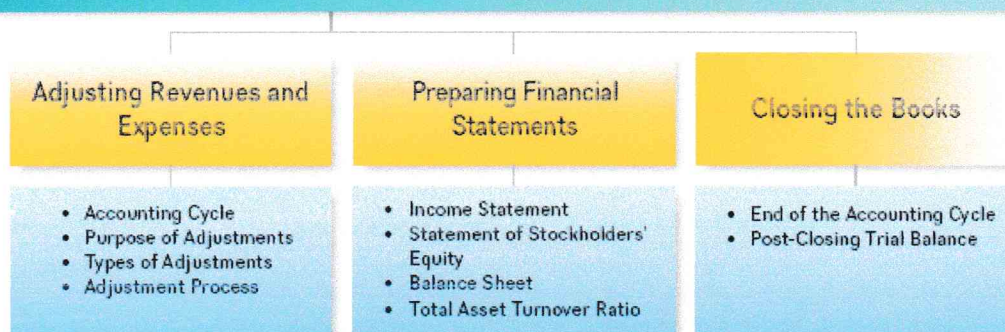 Adjusting Revenues and
Expenses
• Accounting Cycle
• Purpose of Adjustments
• Types of Adjustments
• Adjustment Process
Preparing Financial
Statements
• Income Statement
• Statement of Stockholders'
Equity
• Balance Sheet
• Total Asset Turnover Ratio
Closing the Books
• End of the Accounting Cycle
• Post-Closing Trial Balance